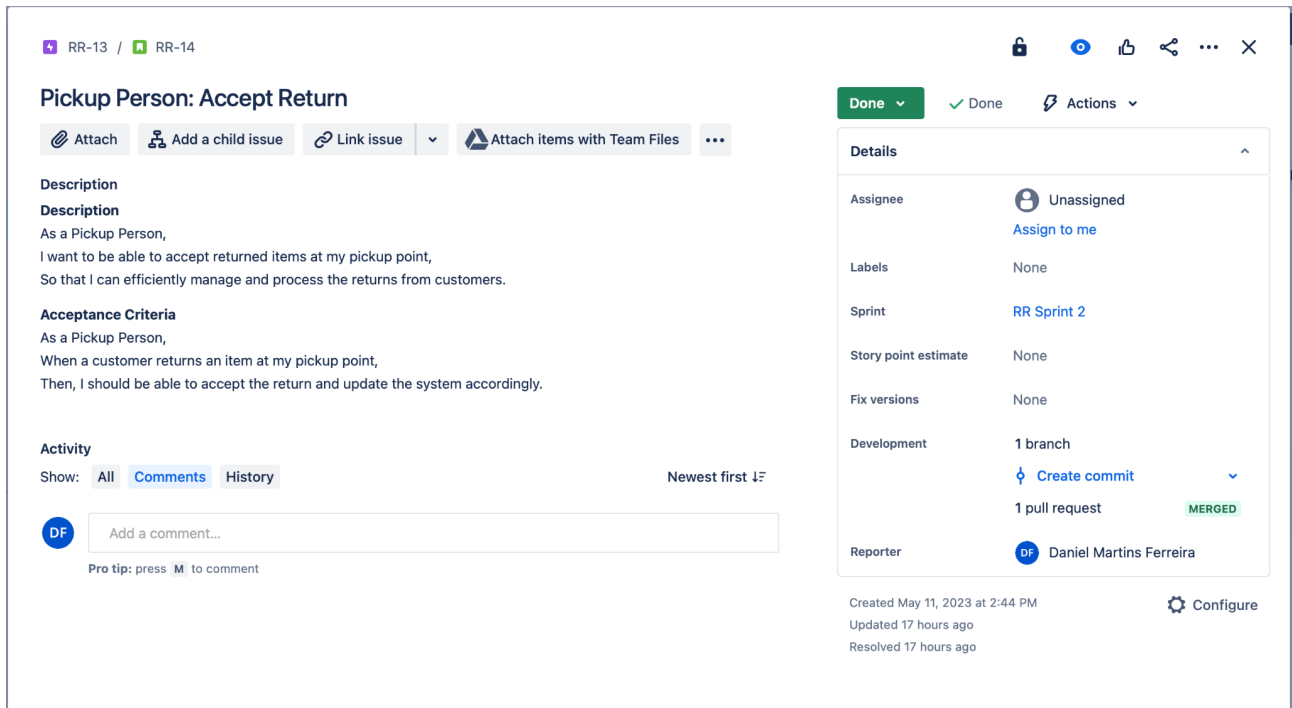 RR-13 / RR-14
Pickup Person: Accept Return
Attach Add a child issue Link issue Attach items with Team Files
Description
Description
As a Pickup Person,
I want to be able to accept returned items at my pickup point,
So that I can efficiently manage and process the returns from customers.
Acceptance Criteria
As a Pickup Person,
When a customer returns an item at my pickup point,
Then, I should be able to accept the return and update the system accordingly.
Activity
Show: All Comments History Newest first
DF Add a comment...
Pro tip: press M to comment
Done Done Actions
Details
Assignee Unassigned
Assign to me
Labels None
Sprint RR Sprint 2
Story point estimate None
Fix versions None
Development 1 branch
Create commit
1 pull request MERGED
Reporter DF Daniel Martins Ferreira
Created May 11, 2023 at 2:44 PM Configure
Updated 17 hours ago
Resolved 17 hours ago